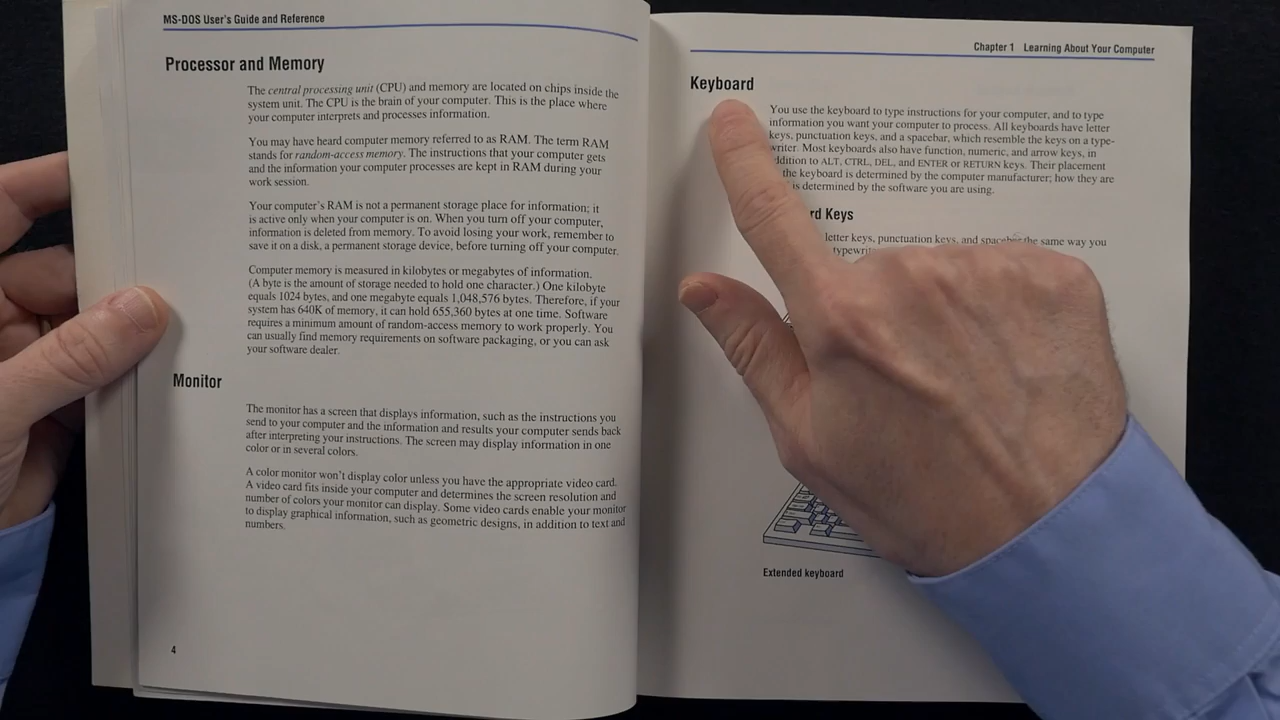 MS-DOS User's Guide and Reference
Processor and Memory
The central processing unit (CPU) and memory are located on chips inside the
system unit. The CPU is the brain of your computer. This is the place where
your computer interprets and processes information.
You may have heard computer memory referred to as RAM. The term RAM
stands for random-access memory. The instructions that your computer gets
and the information your computer processes are kept in RAM during your
work session.
Your computer's RAM is not a permanent storage place for information; it
is active only when your computer is on. When you turn off your computer,
information is deleted from memory. To avoid losing your work, remember to
save it on a disk, a permanent storage device, before turning off your computer.
Computer memory is measured in kilobytes or megabytes of information.
(A byte is the amount of storage needed to hold one character.) One kilobyte
equals 1024 bytes, and one megabyte equals 1,048,576 bytes. Therefore, if your
system has 640K of memory, it can hold 655,360 bytes at one time. Software
requires a minimum amount of random-access memory to work properly. You
can usually find memory requirements on software packaging, or you can ask
your software dealer.
Monitor
The monitor has a screen that displays information, such as the instructions you
send to your computer and the information and results your computer sends back
after interpreting your instructions. The screen may display information in one
color or in several colors.
A color monitor won't display color unless you have the appropriate video card.
A video card fits inside your computer and determines the screen resolution and
number of colors your monitor can display. Some video cards enable your monitor
to display graphical information, such as geometric designs, in addition to text and
numbers.
4
Chapter 1 Learning About Your Computer
Keyboard
You use the keyboard to type instructions for your computer, and to type
information you want your computer to process. All keyboards have letter
keys, punctuation keys, and a spacebar, which resemble the keys on a type-
writer. Most keyboards also have function, numeric, and arrow keys, in
addition to ALT, CTRL, DEL, and ENTER or RETURN keys. Their placement
the keyboard is determined by the computer manufacturer; how they are
is determined by the software you are using.
Keys
letter keys, punctuation keys, and spacebar the same way you
Extended keyboard